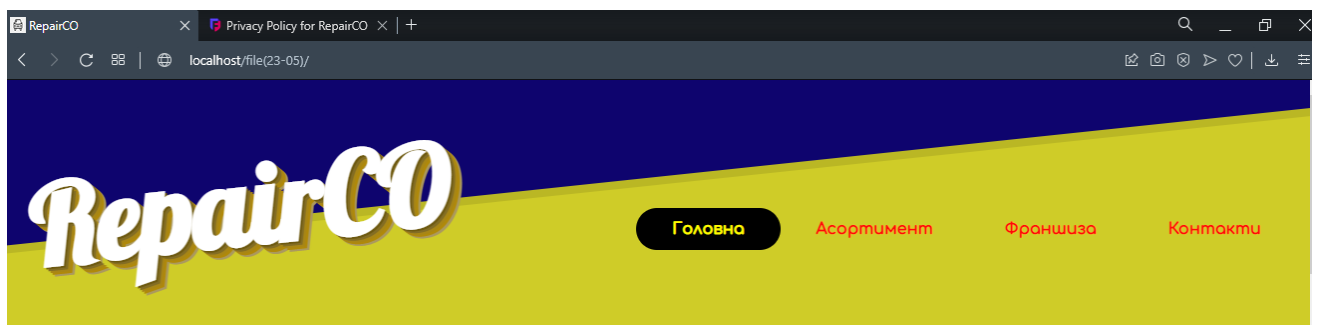 RepairCO
Privacy Policy for RepairCO
localhost/file(23-05)/
RepairCO
Головна
Асортимент
Франшиза
Контакти